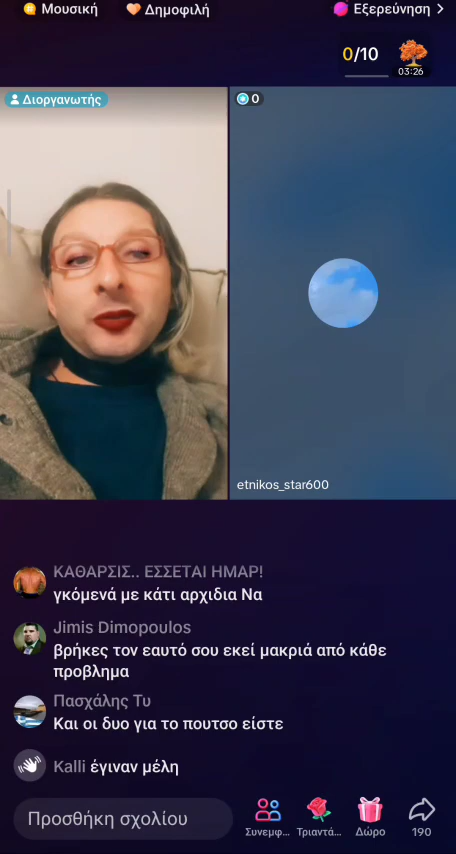 Μουσική
Δημοφιλή
Εξερεύνηση
0/10
03:26
Διοργανωτής
0
etnikos_star600
ΚΑΘΑΡΣΙΣ.. ΕΣΣΕΤΑΙ ΗΜΑΡ!
γκόμενά με κάτι αρχιδια Να
Jimis Dimopoulos
βρήκες τον εαυτό σου εκεί μακριά από κάθε
προβλημα
Πασχάλης Τυ
Και οι δυο για το πουτσο είστε
Kalli έγιναν μέλη
Προσθήκη σχολίου
Συνεμφ...
Τριαντά...
Δώρο
190